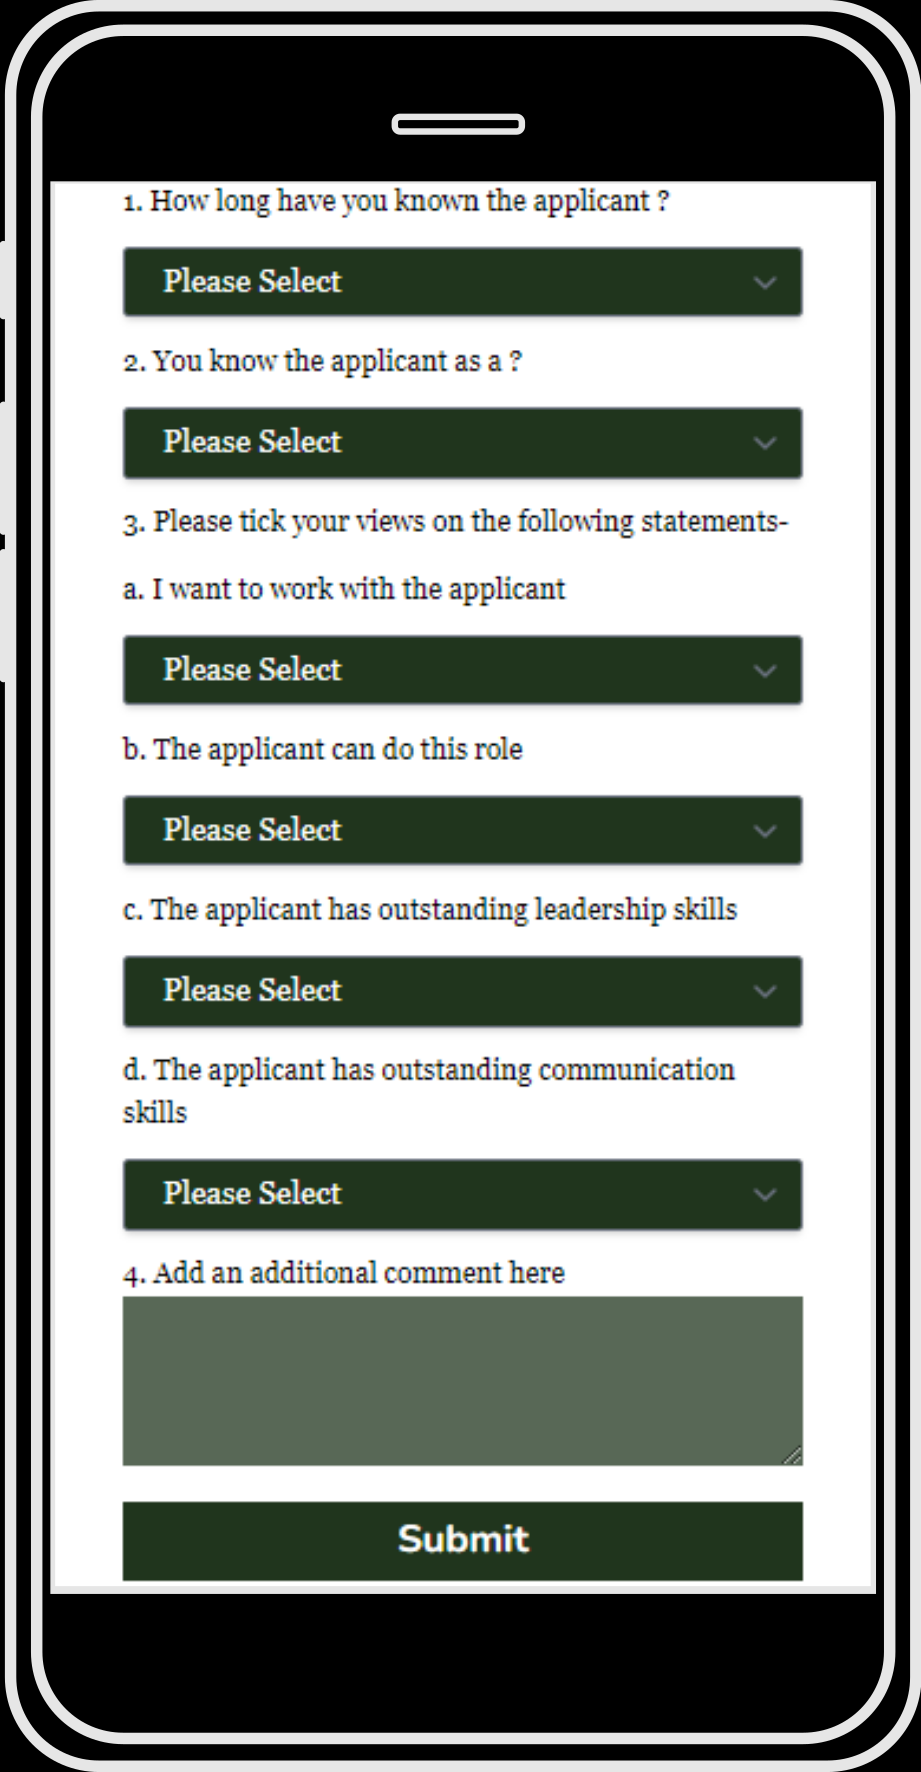 1. How long have you known the applicant ?
Please Select
2. You know the applicant as a ?
Please Select
3. Please tick your views on the following statements-
a. I want to work with the applicant
Please Select
b. The applicant can do this role
Please Select
c. The applicant has outstanding leadership skills
Please Select
d. The applicant has outstanding communication
skills
Please Select
4. Add an additional comment here
Submit